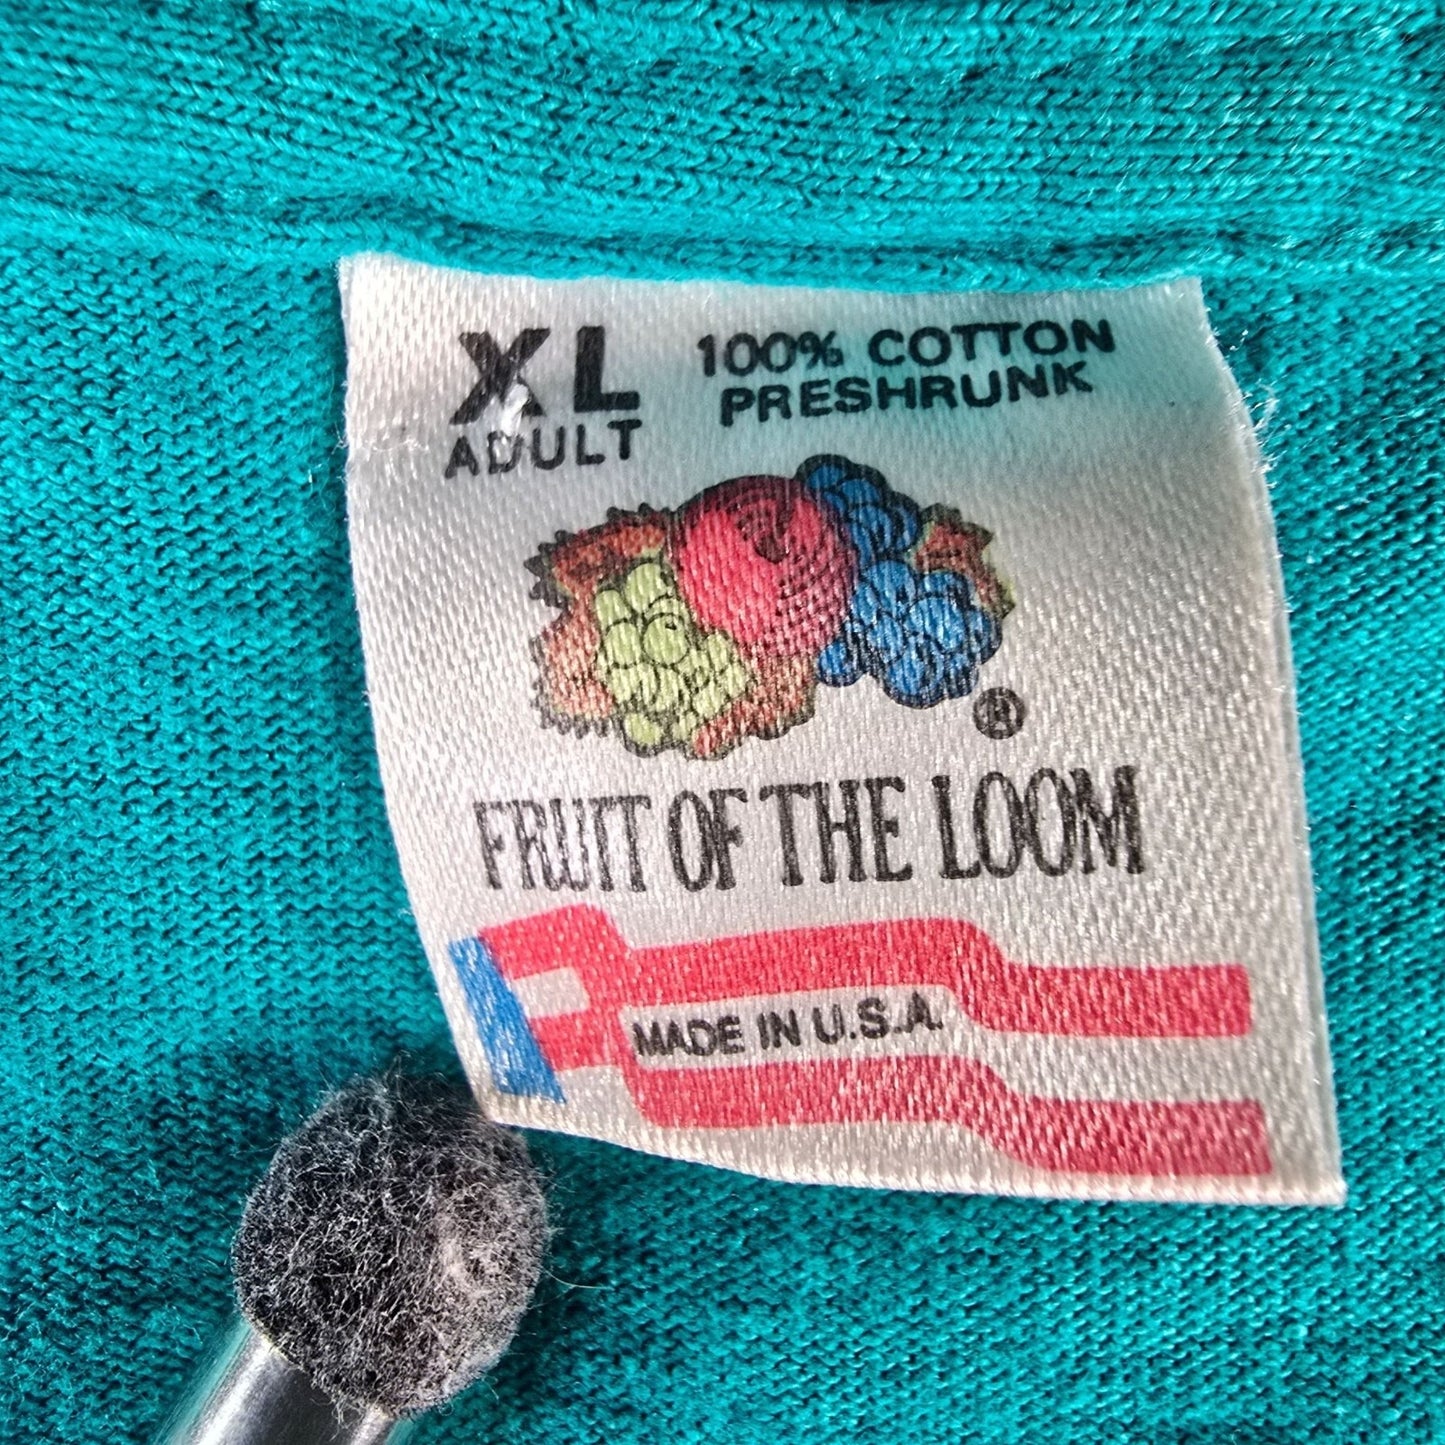 XL
ADULT
100% COTTON
PRESHRUNK
®
FRUIT OF THE LOOM
MADE IN U.S.A.